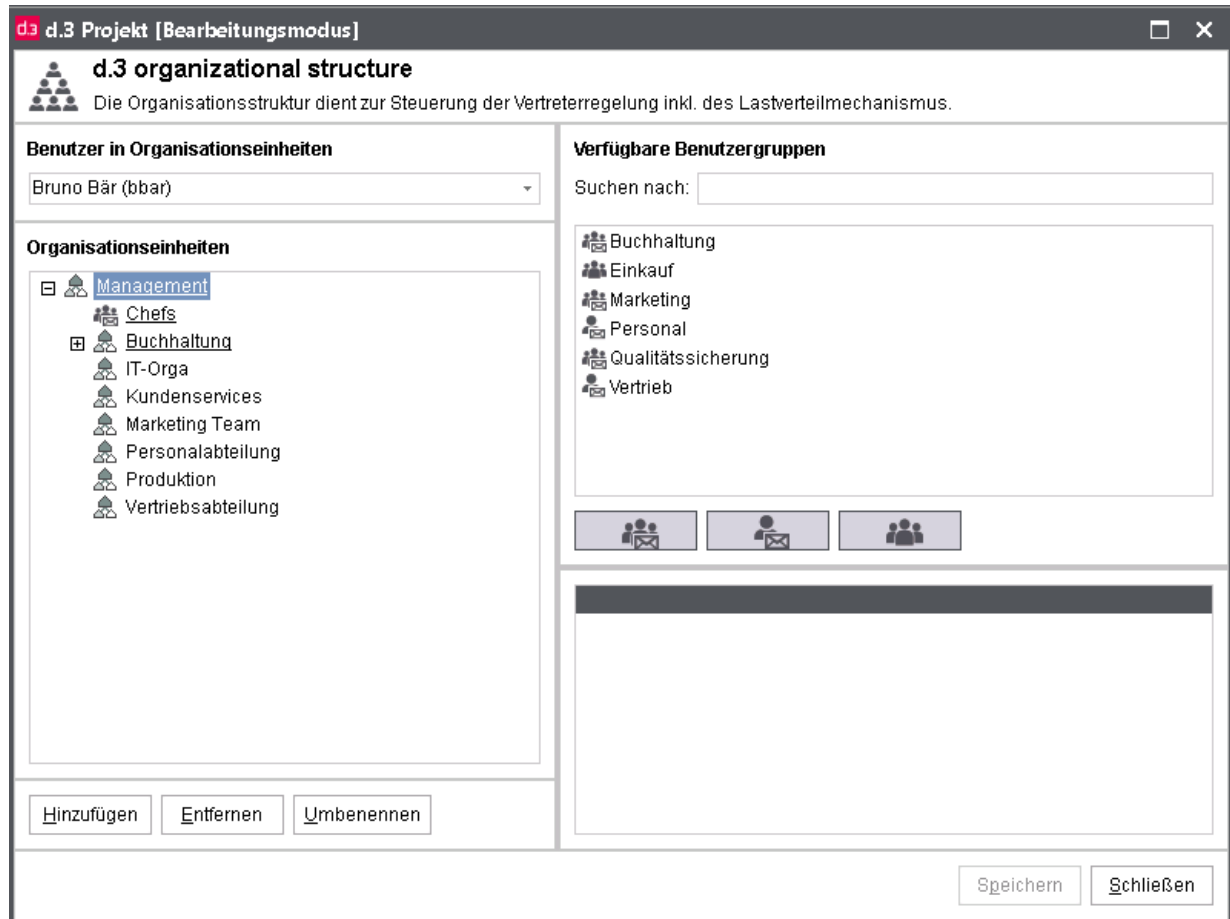 d.3 d.3 Projekt [Bearbeitungsmodus]
d.3 organizational structure
Die Organisationsstruktur dient zur Steuerung der Vertreterregelung inkl. des Lastverteilmechanismus.
Benutzer in Organisationseinheiten
Bruno Bär (bbar)
Organisationseinheiten
Management
Chefs
Buchhaltung
IT-Orga
Kundenservices
Marketing Team
Personalabteilung
Produktion
Vertriebsabteilung
Hinzufügen Entfernen Umbenennen
Verfügbare Benutzergruppen
Suchen nach:
Buchhaltung
Einkauf
Marketing
Personal
Qualitätssicherung
Vertrieb
Speichern Schließen